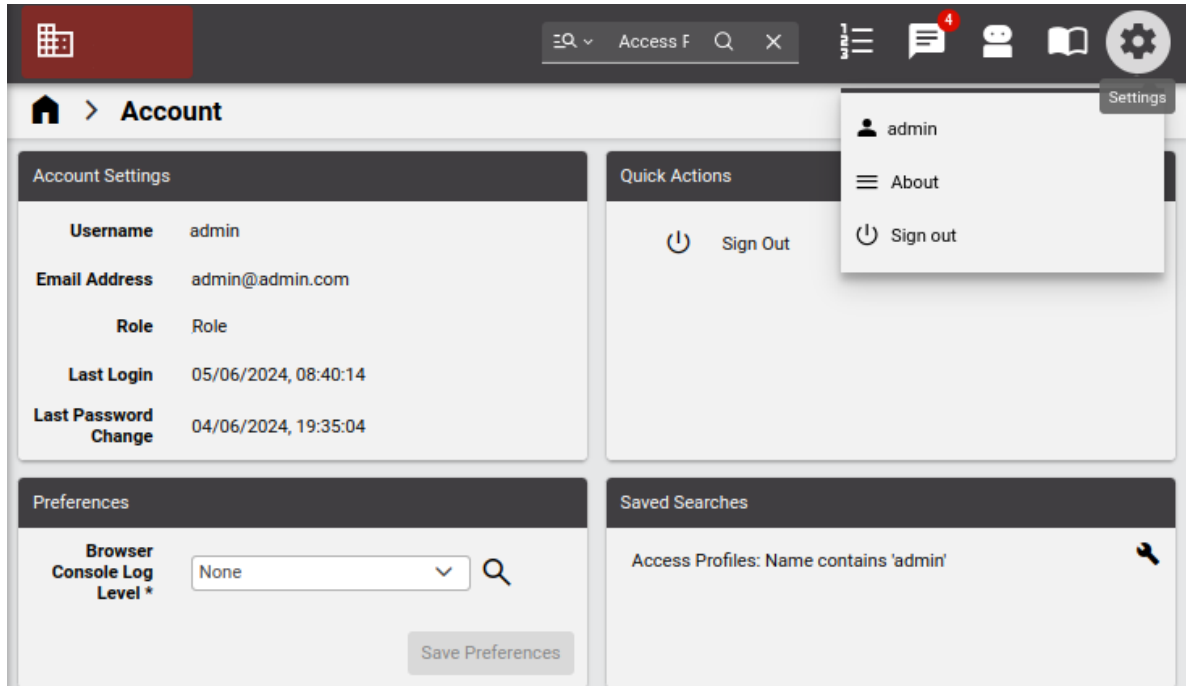 Access F
4
Settings
Account
admin
About
Sign out
Account Settings
Username admin
Email Address admin@admin.com
Role Role
Last Login 05/06/2024, 08:40:14
Last Password
Change 04/06/2024, 19:35:04
Quick Actions
Sign Out
Preferences
Browser
Console Log
Level * None
Save Preferences
Saved Searches
Access Profiles: Name contains 'admin'